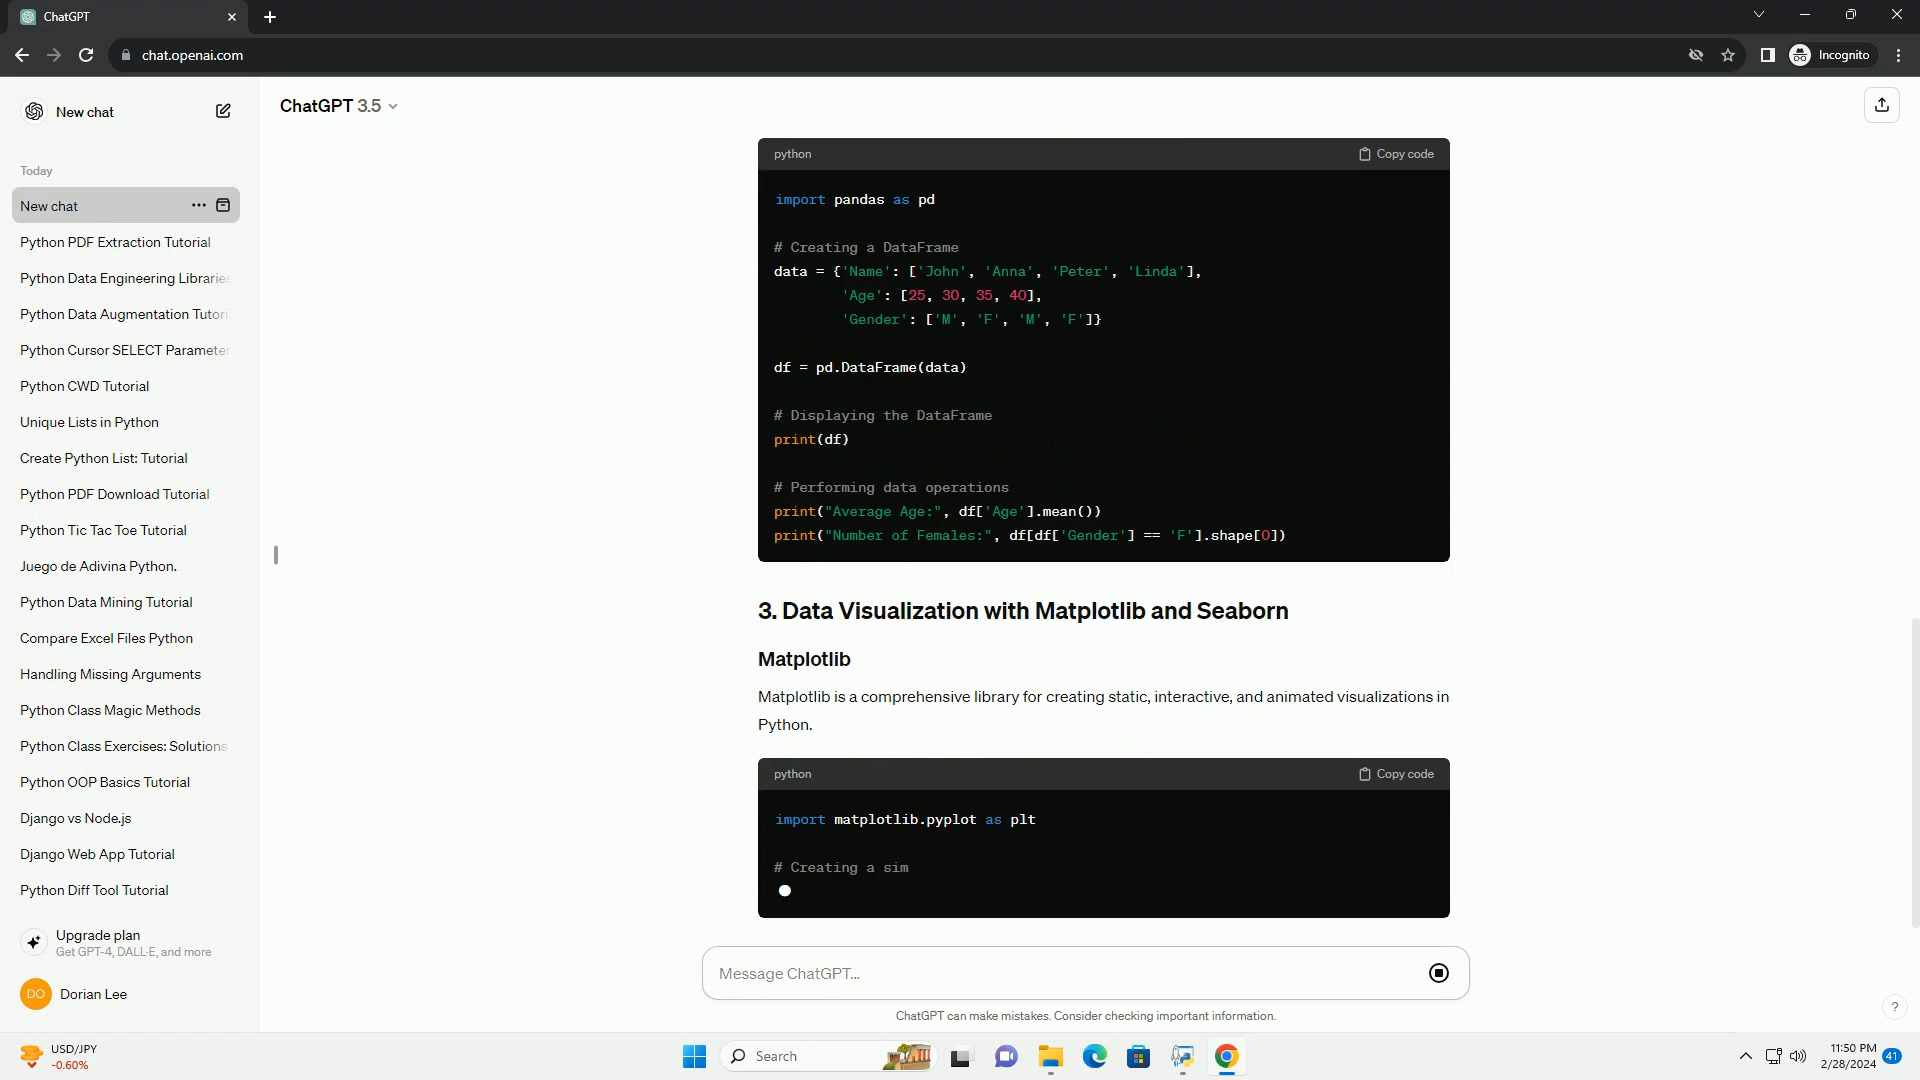 ChatGPT
chat.openai.com
Incognito
New chat
Today
New chat
Python PDF Extraction Tutorial
Python Data Engineering Libraries
Python Data Augmentation Tutori
Python Cursor SELECT Parameter
Python CWD Tutorial
Unique Lists in Python
Create Python List: Tutorial
Python PDF Download Tutorial
Python Tic Tac Toe Tutorial
Juego de Adivina Python.
Python Data Mining Tutorial
Compare Excel Files Python
Handling Missing Arguments
Python Class Magic Methods
Python Class Exercises: Solutions
Python OOP Basics Tutorial
Django vs Node.js
Django Web App Tutorial
Python Diff Tool Tutorial
Upgrade plan
Get GPT-4, DALL·E, and more
DO Dorian Lee
ChatGPT 3.5
python Copy code
import pandas as pd
# Creating a DataFrame
data = {'Name': ['John', 'Anna', 'Peter', 'Linda'],
'Age': [25, 30, 35, 40],
'Gender': ['M', 'F', 'M', 'F']}
df = pd.DataFrame(data)
# Displaying the DataFrame
print(df)
# Performing data operations
print("Average Age:", df['Age'].mean())
print("Number of Females:", df[df['Gender'] == 'F'].shape[0])
3. Data Visualization with Matplotlib and Seaborn
Matplotlib
Matplotlib is a comprehensive library for creating static, interactive, and animated visualizations in
Python.
python Copy code
import matplotlib.pyplot as plt
# Creating a sim
Message ChatGPT...
ChatGPT can make mistakes. Consider checking important information.
?
USD/JPY
-0.60%
Search
11:50 PM
2/28/2024
41